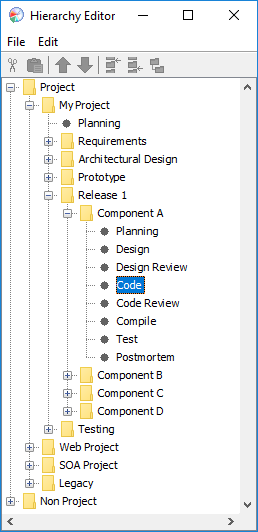 Hierarchy Editor
File Edit
Project
My Project
Planning
Requirements
Architectural Design
Prototype
Release 1
Component A
Planning
Design
Design Review
Code
Code Review
Compile
Test
Postmortem
Component B
Component C
Component D
Testing
Web Project
SOA Project
Legacy
Non Project